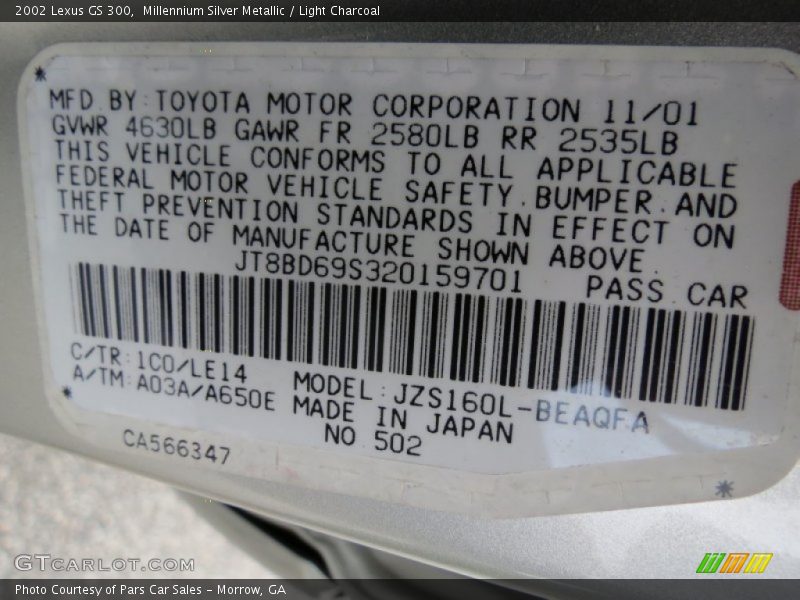 2002 Lexus GS 300, Millennium Silver Metallic / Light Charcoal
MFD.BY:TOYOTA MOTOR CORPORATION 11/01
GVWR 4630LB GAWR FR 2580LB RR 2535LB
THIS VEHICLE CONFORMS TO ALL APPLICABLE
FEDERAL MOTOR VEHICLE SAFETY,BUMPER,AND
THEFT PREVENTION STANDARDS IN EFFECT ON
THE DATE OF MANUFACTURE SHOWN ABOVE.
JT8BD69S320159701 PASS.CAR
C/TR:1C0/LE14
A/TM:A03A/A650E
MODEL:JZS160L-BEAQFA
MADE IN JAPAN
NO.502
CA566347
GTCARLOT.COM
Photo Courtesy of Pars Car Sales - Morrow, GA